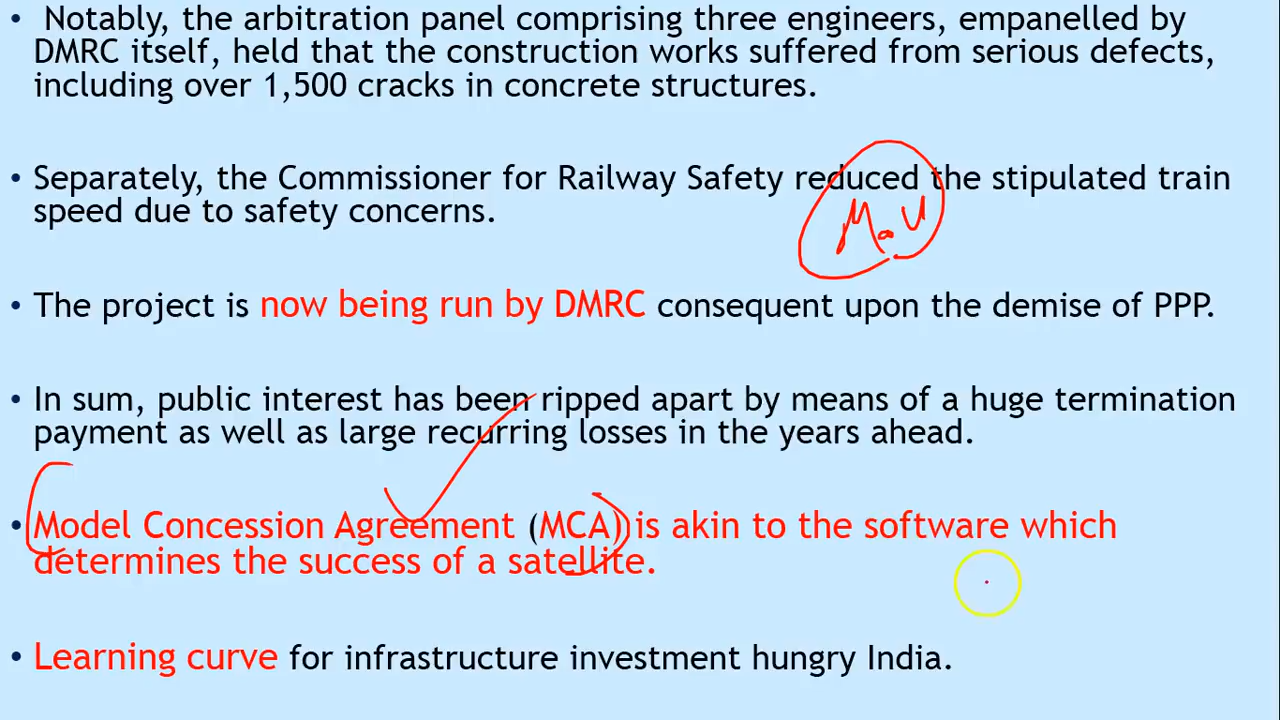 • Notably, the arbitration panel comprising three engineers, empanelled by
DMRC itself, held that the construction works suffered from serious defects,
including over 1,500 cracks in concrete structures.
• Separately, the Commissioner for Railway Safety reduced the stipulated train
speed due to safety concerns.
MoU
• The project is now being run by DMRC consequent upon the demise of PPP.
• In sum, public interest has been ripped apart by means of a huge termination
payment as well as large recurring losses in the years ahead.
• Model Concession Agreement (MCA) is akin to the software which
determines the success of a satellite.
• Learning curve for infrastructure investment hungry India.